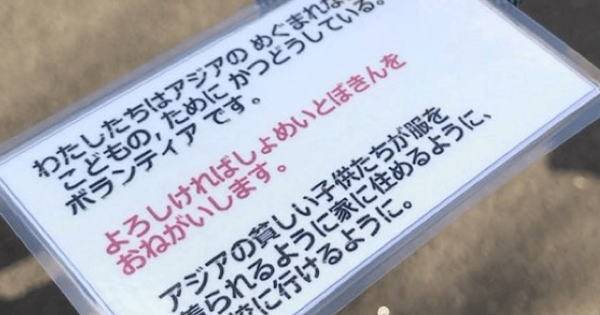 わたしたちはアジアの めぐまれな
こどもの, ために かつどうしている。
ボランティア です。
よろしければしょめいとぼきんを
おねがいします。
アジアの貧しい子供たちが服を
着られるように家に住めるように、
校に行けるように。